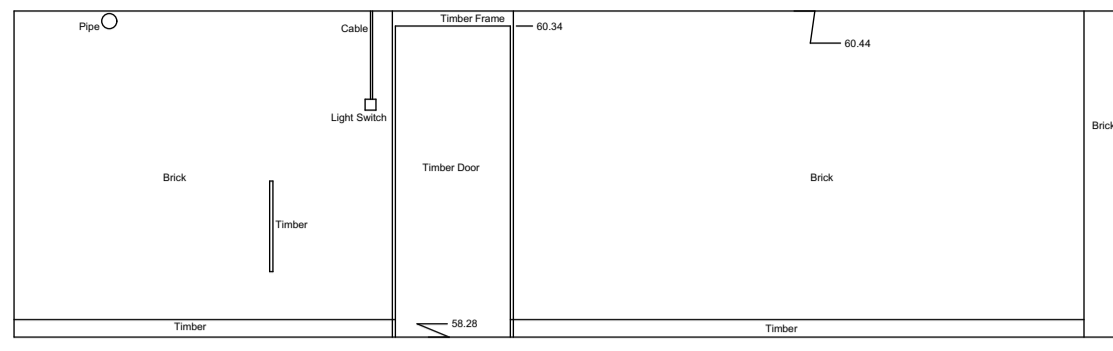 Pipe
Cable
Timber Frame
60.34
60.44
Light Switch
Brick
Timber Door
Brick
Brick
Timber
Timber
58.28
Timber